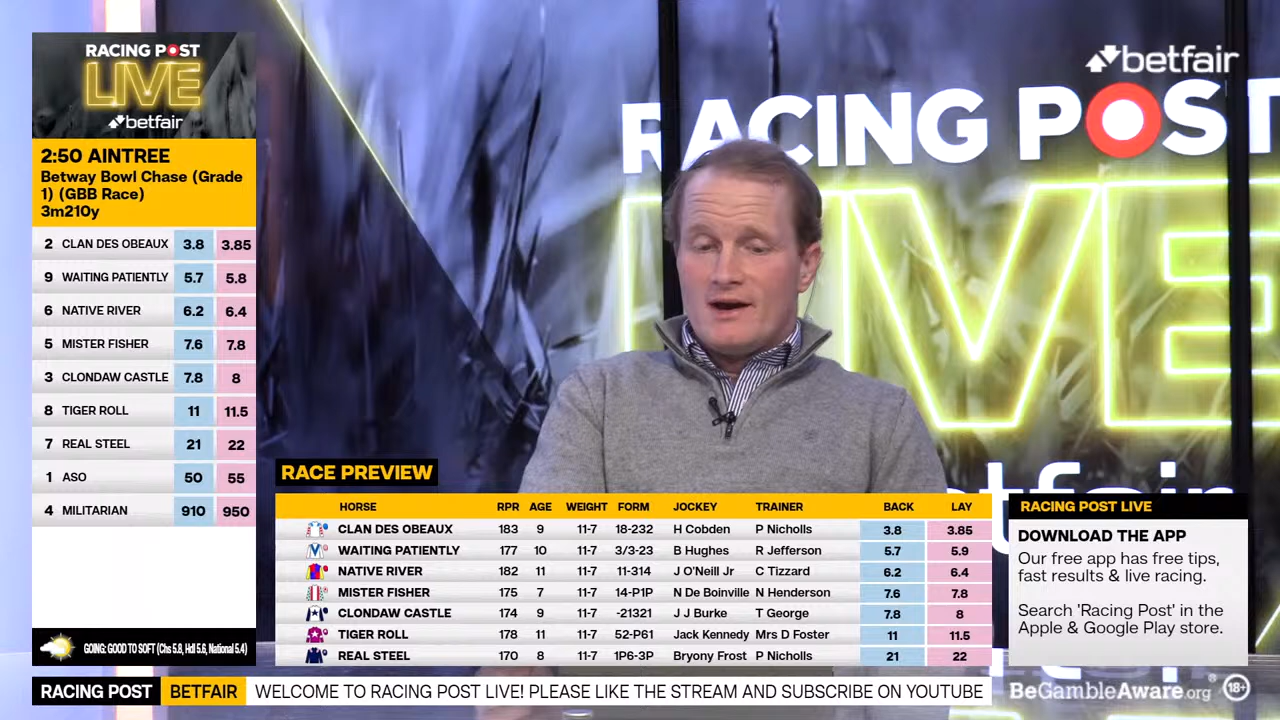 RACING POST
LIVE
betfair
2:50 AINTREE
Betway Bowl Chase (Grade
1) (GBB Race)
3m210y
2 CLAN DES OBEAUX 3.8 3.85
9 WAITING PATIENTLY 5.7 5.8
6 NATIVE RIVER 6.2 6.4
5 MISTER FISHER 7.6 7.8
3 CLONDAW CASTLE 7.8 8
8 TIGER ROLL 11 11.5
7 REAL STEEL 21 22
1 ASO 50 55
4 MILITARIAN 910 950
GOING: GOOD TO SOFT (Chs 5.8, Hdl 5.6, National 5.4)
betfair
RACING POST
LIVE
RACE PREVIEW
HORSE RPR AGE WEIGHT FORM JOCKEY TRAINER BACK LAY
CLAN DES OBEAUX 183 9 11-7 18-232 H Cobden P Nicholls 3.8 3.85
WAITING PATIENTLY 177 10 11-7 3/3-23 B Hughes R Jefferson 5.7 5.9
NATIVE RIVER 182 11 11-7 11-314 J O'Neill Jr C Tizzard 6.2 6.4
MISTER FISHER 175 7 11-7 14-P1P N De Boinville N Henderson 7.6 7.8
CLONDAW CASTLE 174 9 11-7 -21321 J J Burke T George 7.8 8
TIGER ROLL 178 11 11-7 52-P61 Jack Kennedy Mrs D Foster 11 11.5
REAL STEEL 170 8 11-7 1P6-3P Bryony Frost P Nicholls 21 22
RACING POST LIVE
DOWNLOAD THE APP
Our free app has free tips,
fast results & live racing.
Search 'Racing Post' in the
Apple & Google Play store.
RACING POST BETFAIR WELCOME TO RACING POST LIVE! PLEASE LIKE THE STREAM AND SUBSCRIBE ON YOUTUBE
BeGambleAware.org® 18+